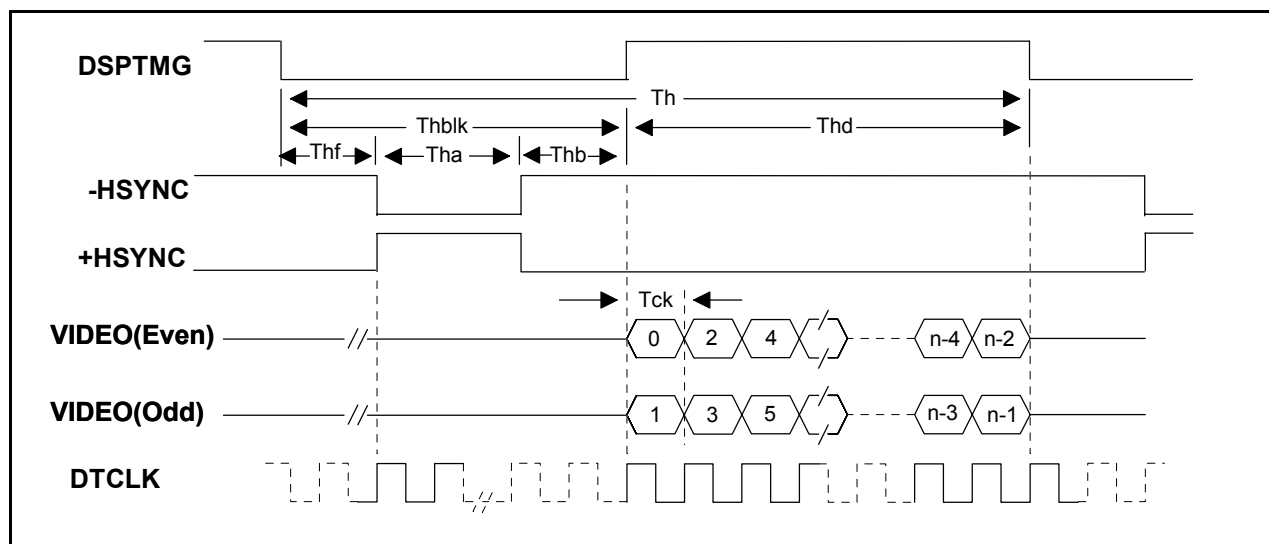 DSPTMG
Th
Thblk Thd
Thf Tha Thb
-HSYNC
+HSYNC
Tck
VIDEO(Even) 0 2 4 n-4 n-2
VIDEO(Odd) 1 3 5 n-3 n-1
DTCLK